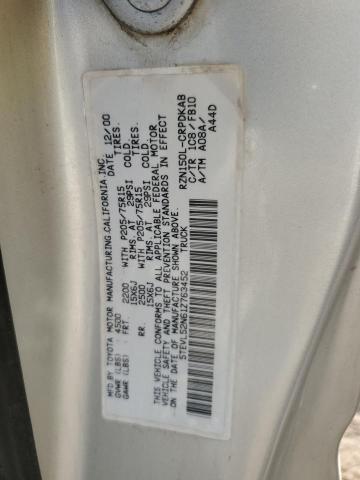 MFD BY TOYOTA MOTOR MANUFACTURING CALIFORNIA INC.
GVWR (LBS) 4500 DATE 12/00
GAWR (LBS) FRT. 2200 WITH P205/75R15 TIRES.
15X6J RIMS, AT 29PSI COLD.
RR. 2500 WITH P205/75R15 TIRES.
15X6J RIMS, AT 29PSI COLD.
THIS VEHICLE CONFORMS TO ALL APPLICABLE FEDERAL MOTOR
VEHICLE SAFETY AND THEFT PREVENTION STANDARDS IN EFFECT
ON THE DATE OF MANUFACTURE SHOWN ABOVE.
5TEVL52N61Z763452 TRUCK
RZN150L-CRPDKAB
C/TR 1C8/ FB10
A/TM A08A/
A44D